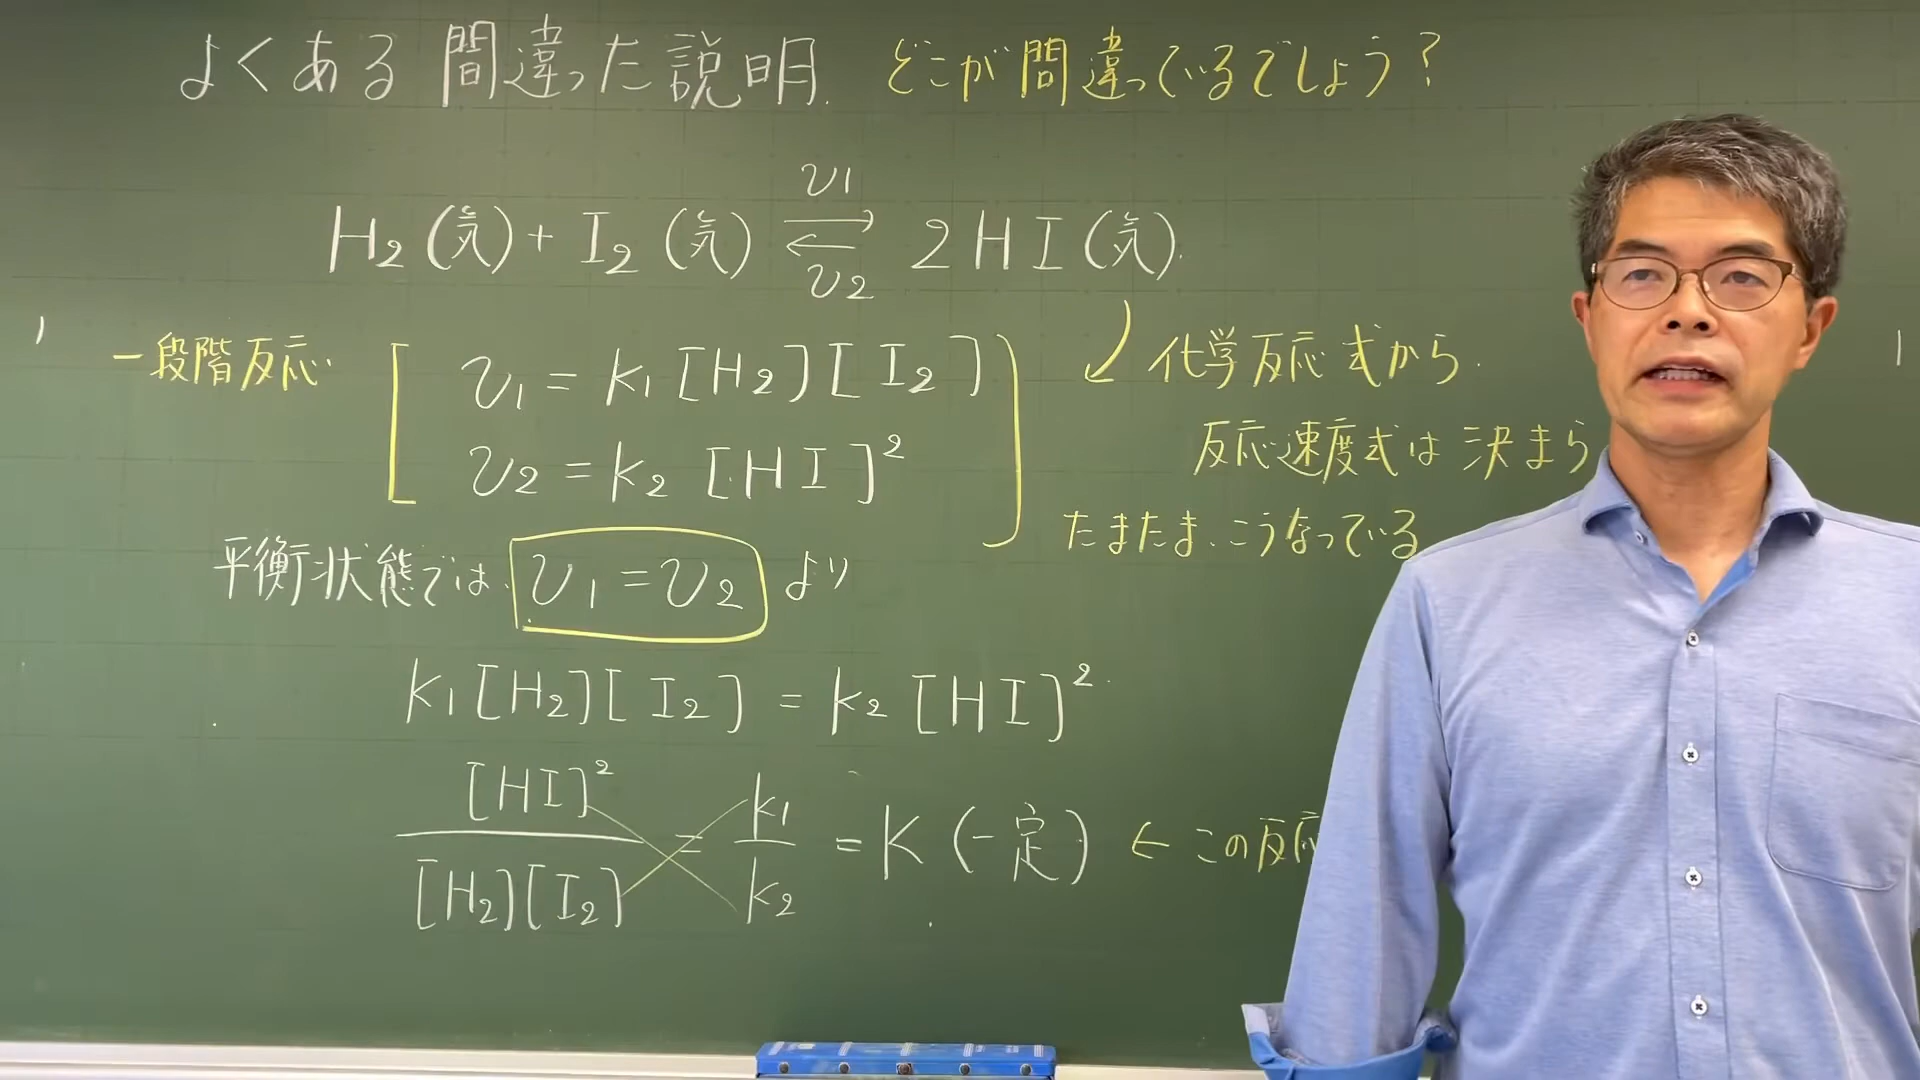 よくある間違った説明. どこが間違っているでしょう?
v1
H2(気)+I2(気) ⇄ 2HI(気).
v2
一段階反応. [ v1 = k1[H2][I2] ↙ 化学反応式から.
v2 = k2[HI]² 反応速度式は決まら
たまたま、こうなっている
平衡状態では、v1 = v2 より
k1[H2][I2] = k2[HI]²
[HI]²/[H2][I2] = k1/k2 = K(一定) ← この反応